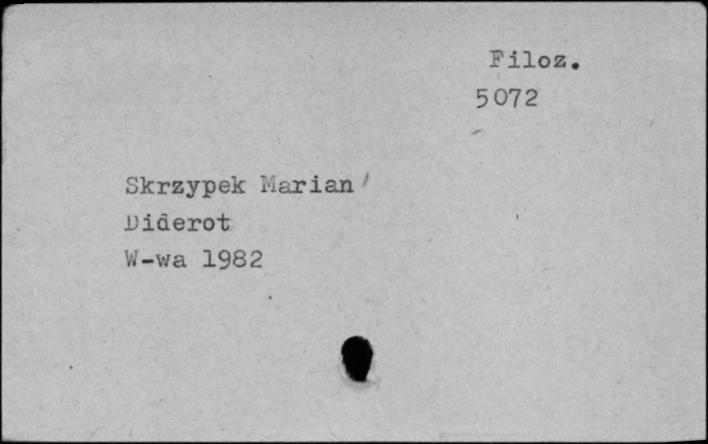 Filoz.
5072
Skrzypek Marian
Diderot
W-wa 1982